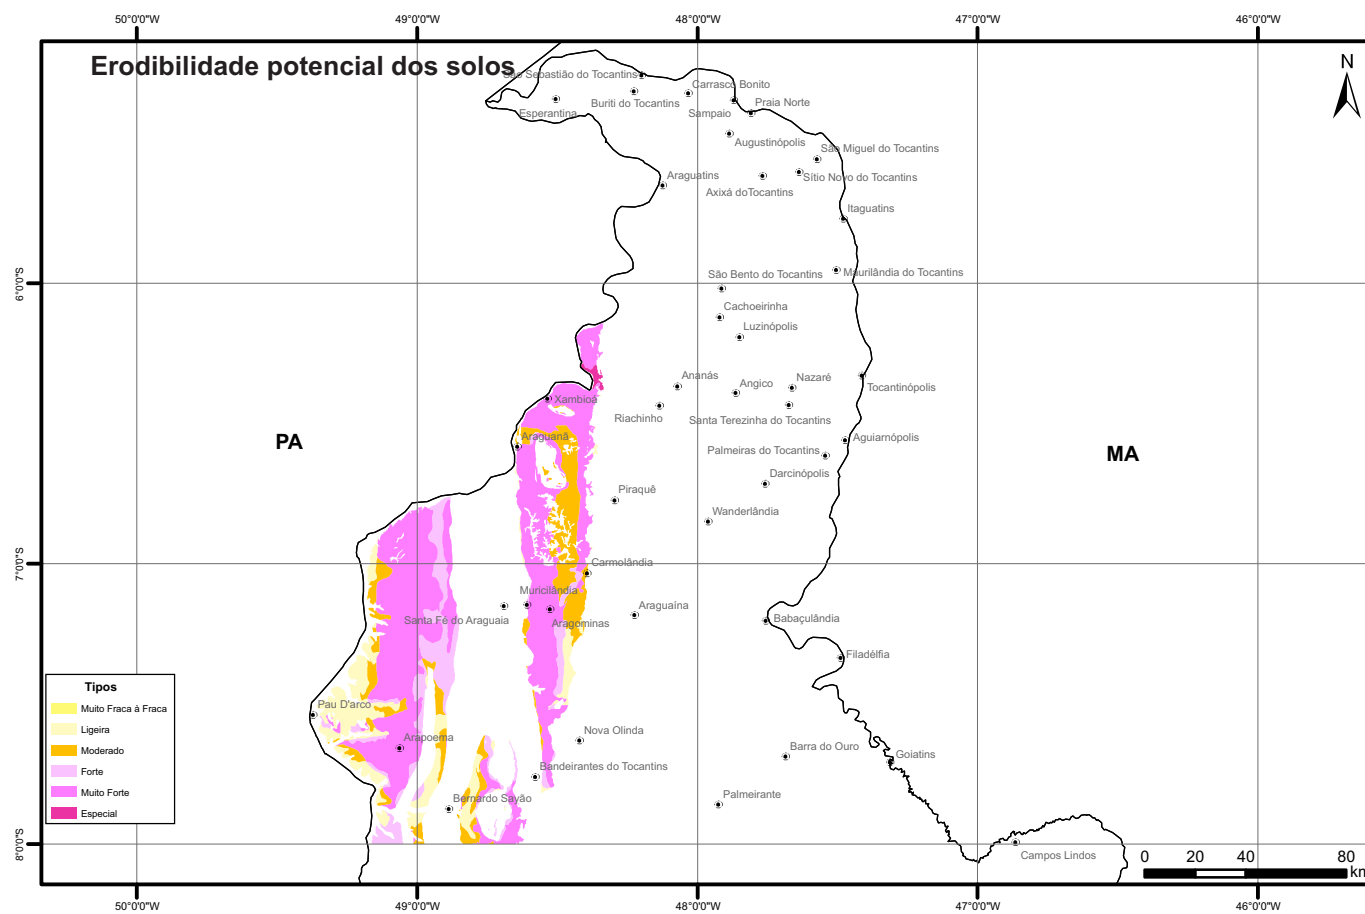 50°0'0"W
49°0'0"W
48°0'0"W
47°0'0"W
46°0'0"W
Erodibilidade potencial dos solos
N
São Sebastião do Tocantins
Carrasco Bonito
Esperantina
Buriti do Tocantins
Sampaio
Praia Norte
Augustinópolis
São Miguel do Tocantins
Araguatins
Sítio Novo do Tocantins
Axixá doTocantins
Itaguatins
6°0'0"S
São Bento do Tocantins
Maurilândia do Tocantins
Cachoeirinha
Luzinópolis
Ananás
Angico
Nazaré
Tocantinópolis
Xambioá
Riachinho
Santa Terezinha do Tocantins
PA
Araguanã
Aguiarnópolis
Palmeiras do Tocantins
MA
Darcinópolis
Piraquê
Wanderlândia
7°0'0"S
Carmolândia
Muricilândia
Santa Fé do Araguaia
Aragominas
Araguaína
Babaçulândia
Filadélfia
Tipos
Muito Fraca à Fraca
Ligeira
Moderado
Forte
Muito Forte
Especial
Pau D'arco
Arapoema
Nova Olinda
Barra do Ouro
Goiatins
Bandeirantes do Tocantins
Bernardo Sayão
Palmeirante
8°0'0"S
Campos Lindos
0 20 40 80
km
50°0'0"W
49°0'0"W
48°0'0"W
47°0'0"W
46°0'0"W